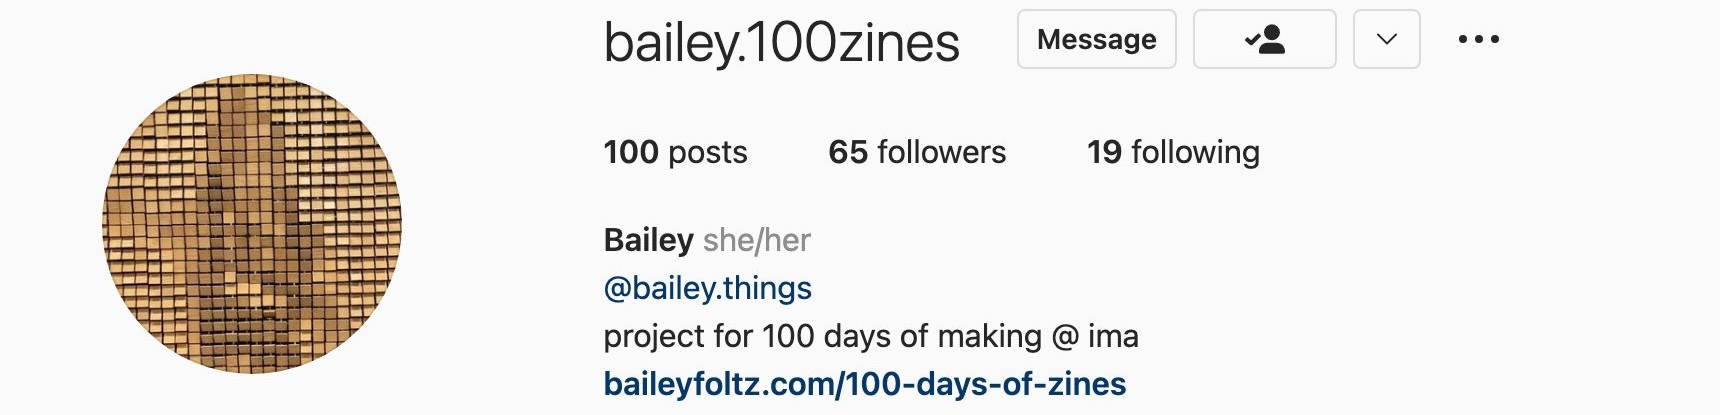 bailey.100zines Message
100 posts 65 followers 19 following
Bailey she/her
@bailey.things
project for 100 days of making @ ima
baileyfoltz.com/100-days-of-zines